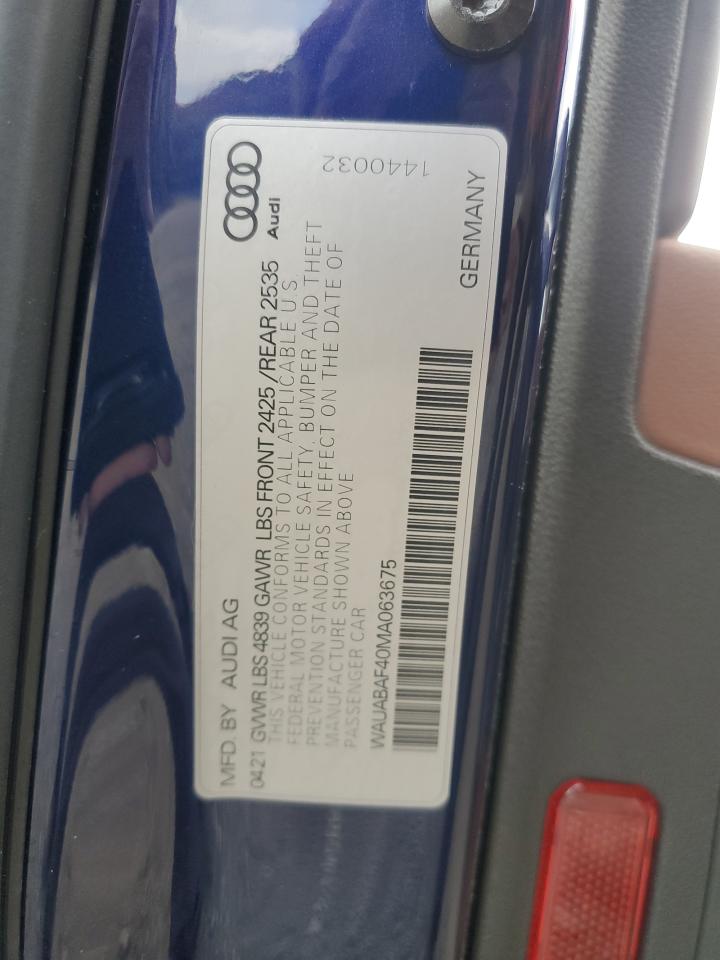 MFD. BY AUDI AG
0421 GVWR LBS 4839 GAWR LBS FRONT 2425 /REAR 2535
Audi
THIS VEHICLE CONFORMS TO ALL APPLICABLE U.S.
FEDERAL MOTOR VEHICLE SAFETY, BUMPER AND THEFT
PREVENTION STANDARDS IN EFFECT ON THE DATE OF
MANUFACTURE SHOWN ABOVE
PASSENGER CAR
1440032
WAUABAF40MA063675
GERMANY